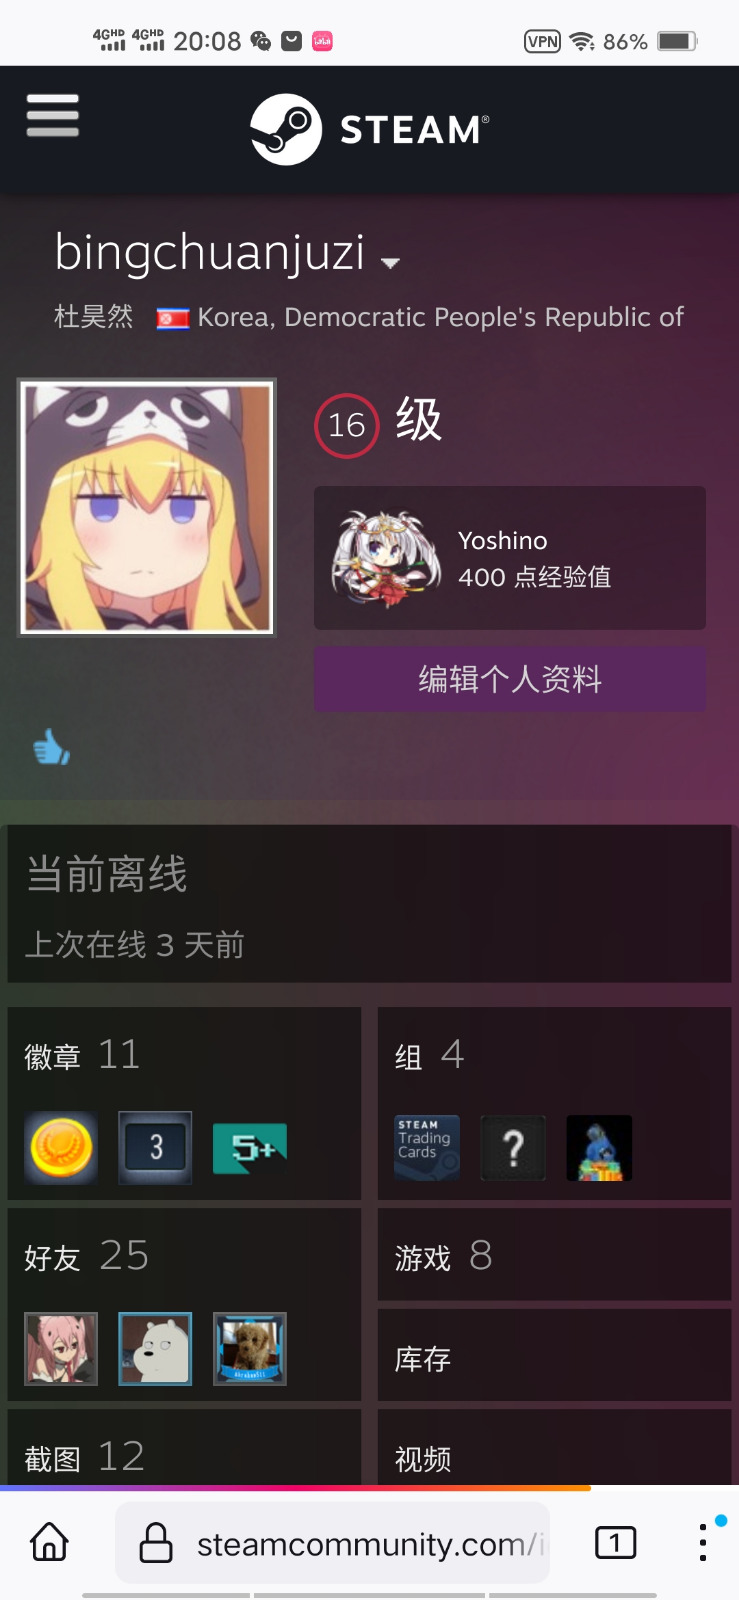 4GHD 4GHD 20:08 VPN 86%
STEAM®
bingchuanjuzi
杜昊然 Korea, Democratic People's Republic of
16 级
Yoshino
400 点经验值
编辑个人资料
当前离线
上次在线 3 天前
徽章 11
组 4
3
5+
STEAM
Trading
Cards
?
好友 25
游戏 8
库存
截图 12
视频
steamcommunity.com/
1